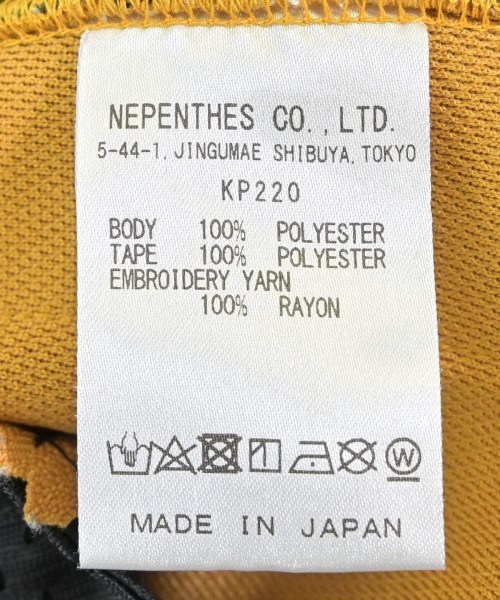 NEPENTHES CO., LTD.
5-44-1, JINGUMAE SHIBUYA, TOKYO
KP220
BODY 100% POLYESTER
TAPE 100% POLYESTER
EMBROIDERY YARN
100% RAYON
W
MADE IN JAPAN